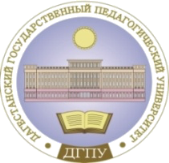 ДАГЕСТАНСКИЙ ГОСУДАРСТВЕННЫЙ ПЕДАГОГИЧЕСКИЙ УНИВЕРСИТЕТ
ДГПУ